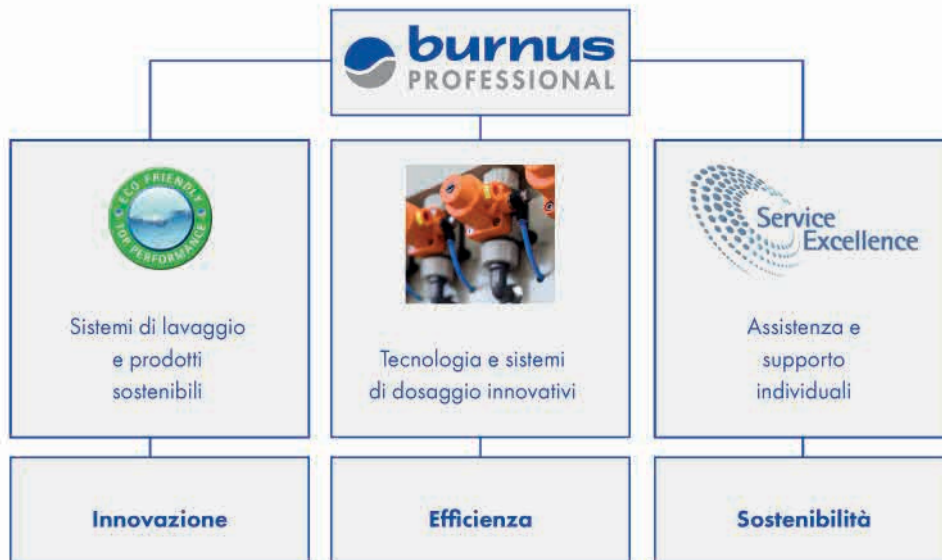 burnus
PROFESSIONAL
ECO FRIENDLY
TOP PERFORMANCE
Sistemi di lavaggio
e prodotti
sostenibili
Tecnologia e sistemi
di dosaggio innovativi
Service
Excellence
Assistenza e
supporto
individuali
Innovazione
Efficienza
Sostenibilità